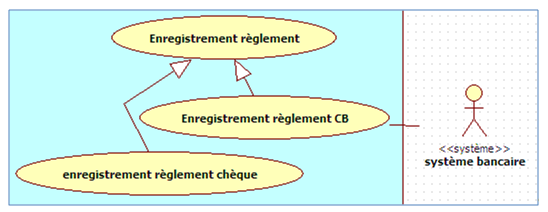 Enregistrement règlement
Enregistrement règlement CB
<<système>>
système bancaire
enregistrement règlement chèque